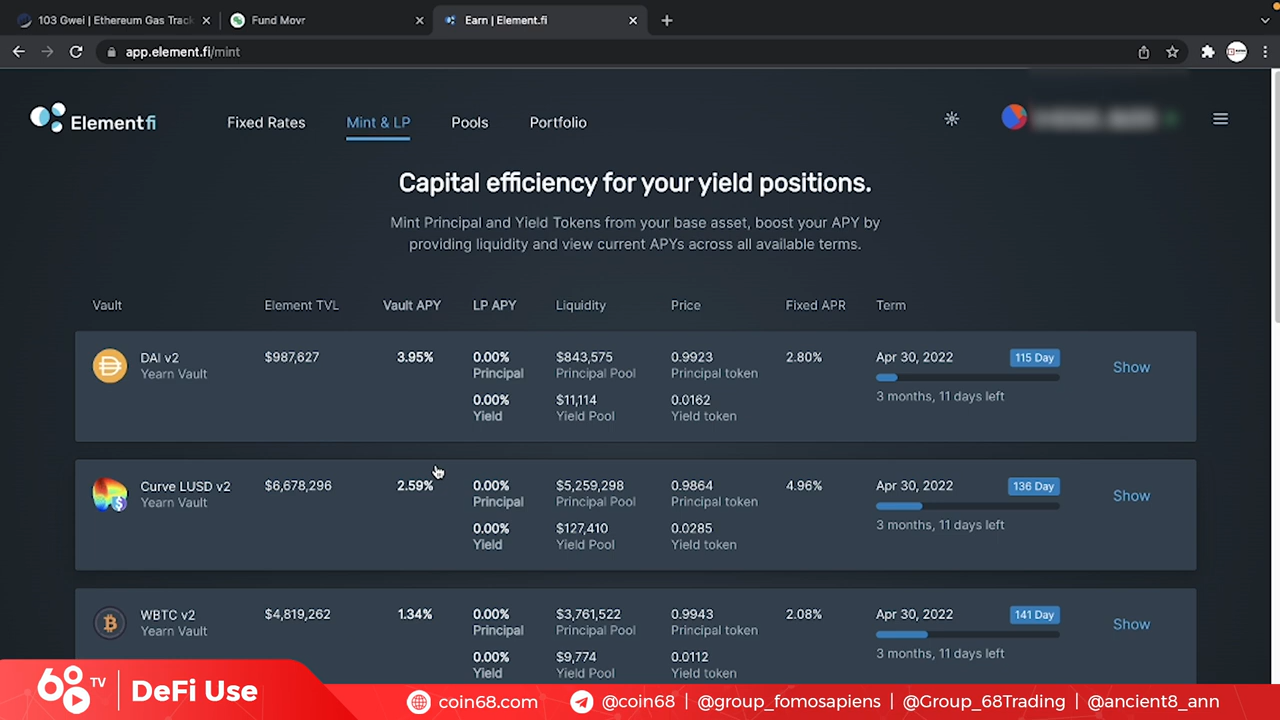 103 Gwei | Ethereum Gas Track
Fund Movr
Earn | Element.fi
app.element.fi/mint
Elementfi
Fixed Rates
Mint & LP
Pools
Portfolio
Capital efficiency for your yield positions.
Mint Principal and Yield Tokens from your base asset, boost your APY by
providing liquidity and view current APYs across all available terms.
Vault Element TVL Vault APY LP APY Liquidity Price Fixed APR Term
DAI v2 $987,627 3.95% 0.00% $843,575 0.9923 2.80% Apr 30, 2022 115 Day
Yearn Vault Principal Principal Pool Principal token Show
0.00% $11,114 0.0162 3 months, 11 days left
Yield Yield Pool Yield token
Curve LUSD v2 $6,678,296 2.59% 0.00% $5,259,298 0.9864 4.96% Apr 30, 2022 136 Day
Yearn Vault Principal Principal Pool Principal token Show
0.00% $127,410 0.0285 3 months, 11 days left
Yield Yield Pool Yield token
WBTC v2 $4,819,262 1.34% 0.00% $3,761,522 0.9943 2.08% Apr 30, 2022 141 Day
Yearn Vault Principal Principal Pool Principal token Show
0.00% $9,774 0.0112 3 months, 11 days left
Yield Yield Pool Yield token
68 TV
DeFi Use
coin68.com
@coin68 | @group_fomosapiens | @Group_68Trading | @ancient8_ann